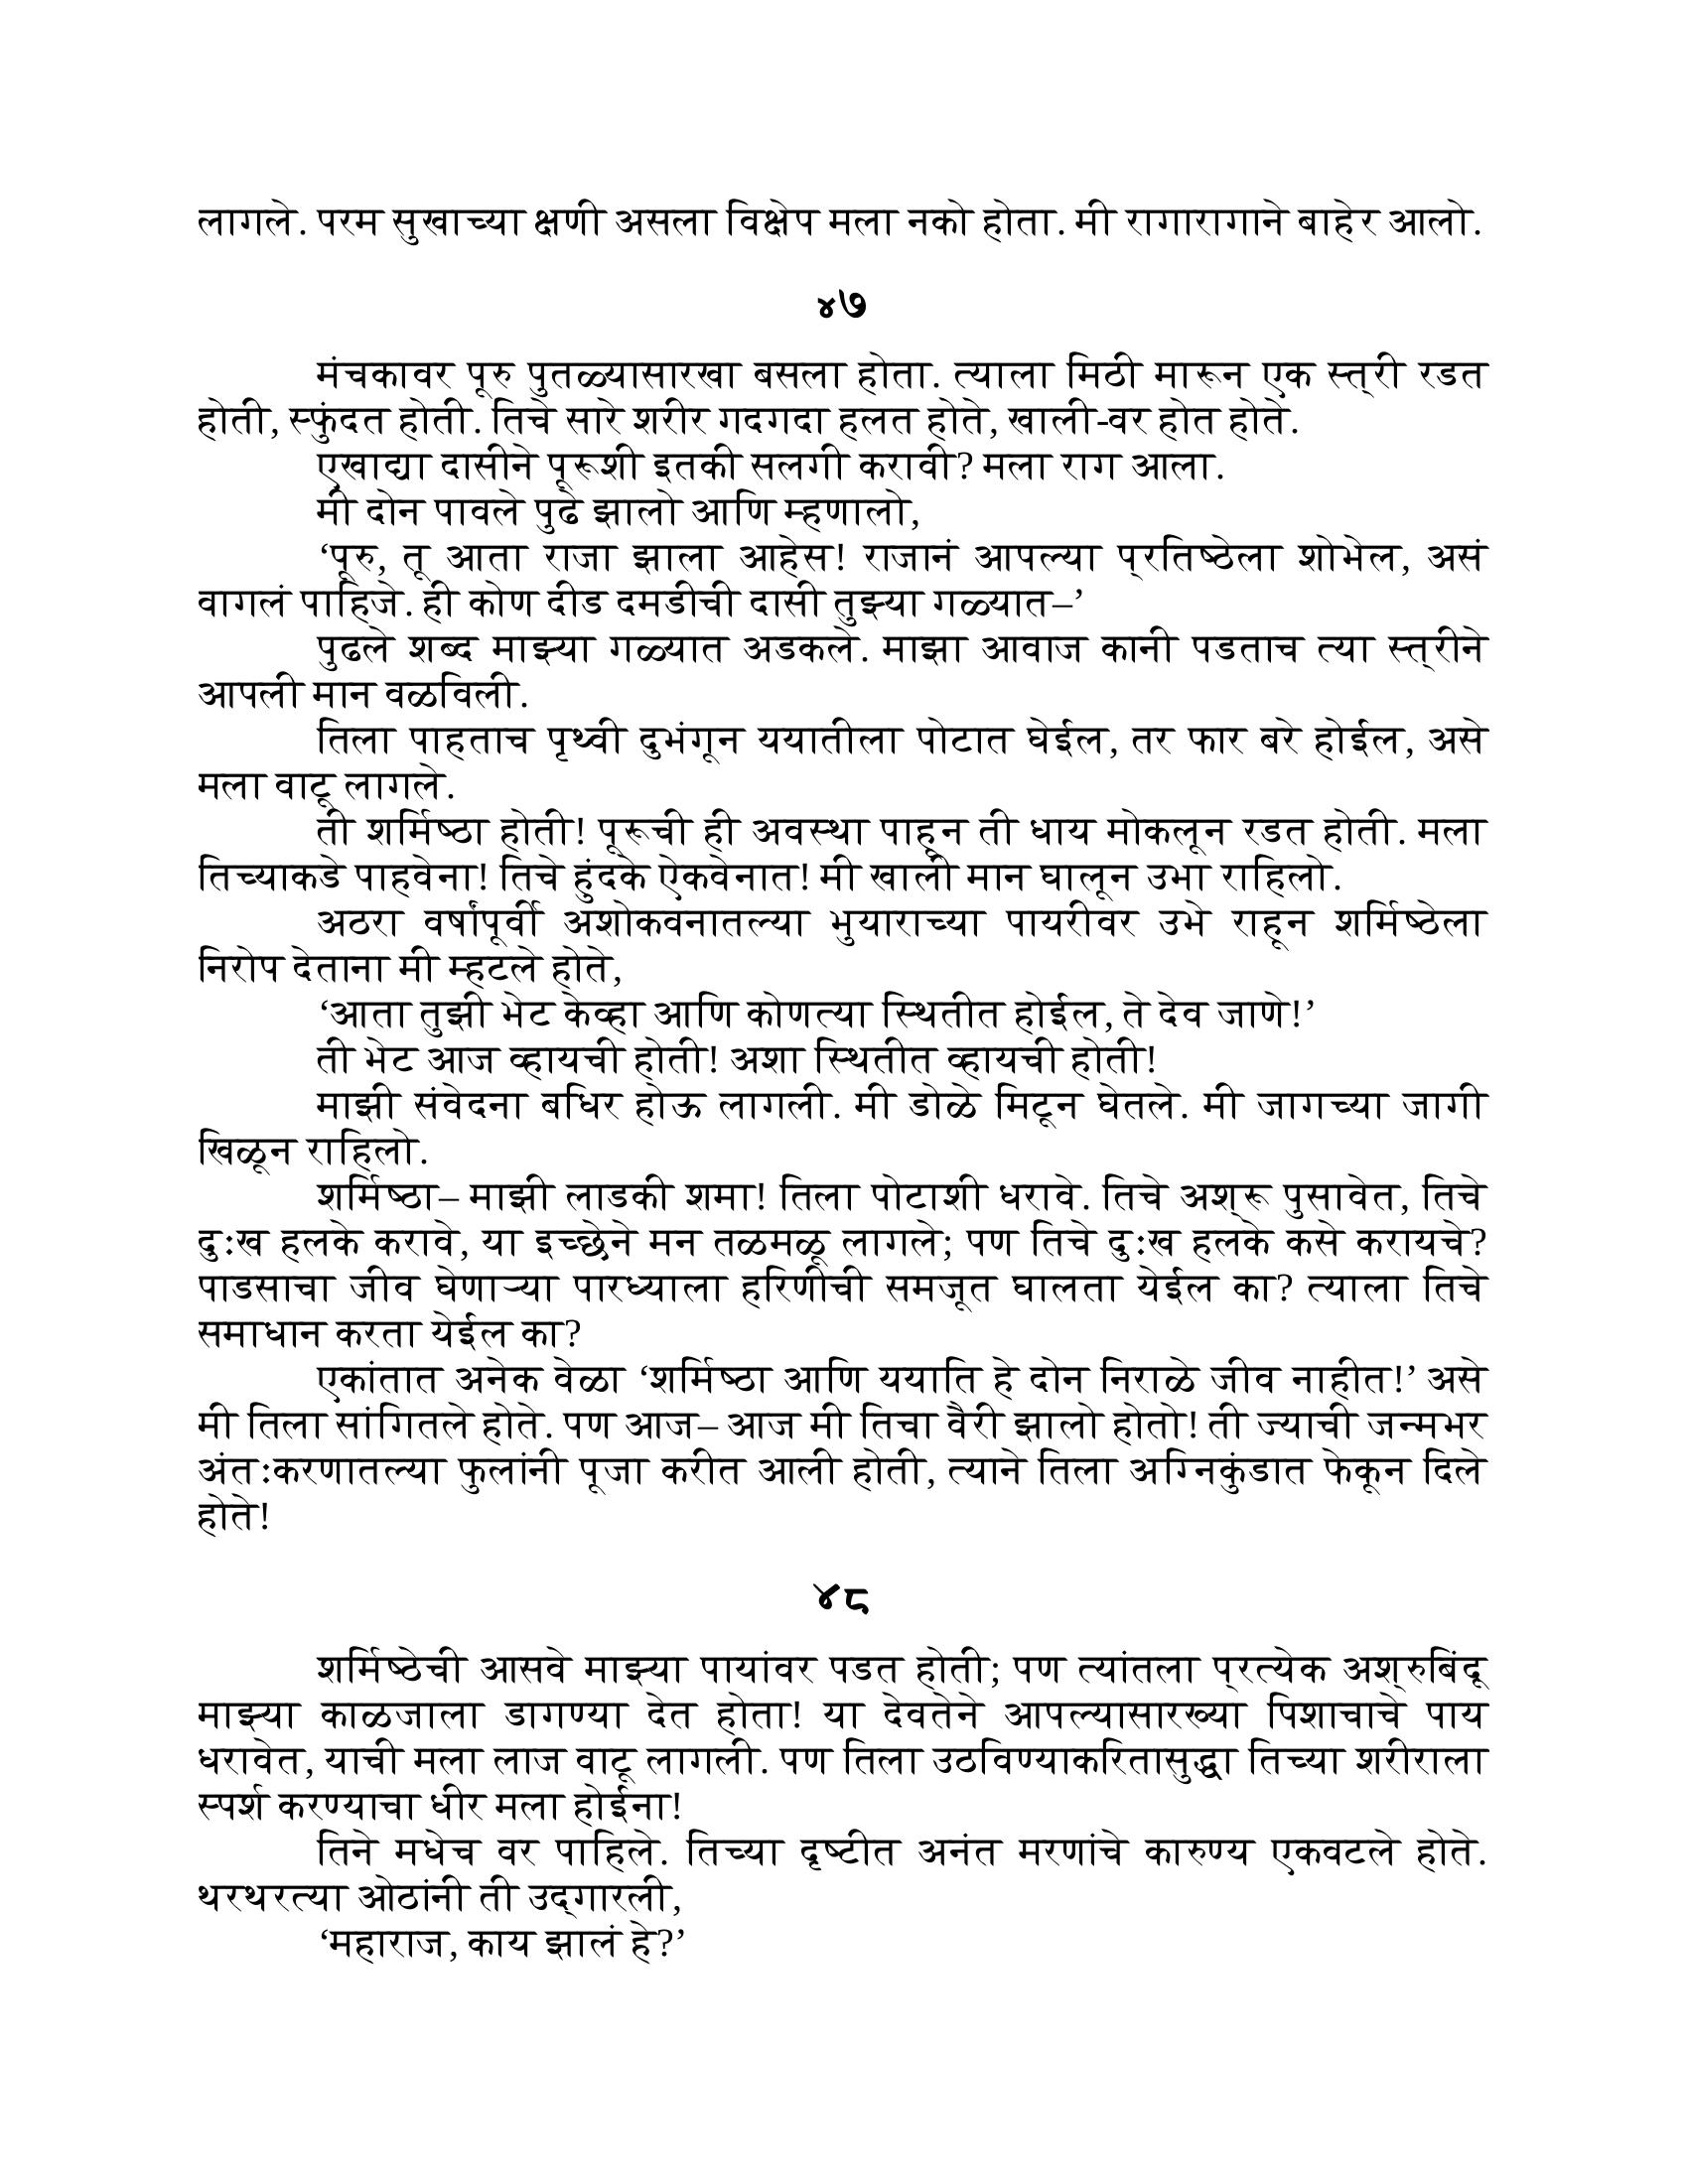 लागले. परम सुखाच्या क्षणी असला विक्षेप मला नको होता. मी रागारागाने बाहेर आलो.
४७
मंचकावर पूरु पुतळ्यासारखा बसला होता. त्याला मिठी मारून एक स्त्री रडत
होती, स्फुंदत होती. तिचे सारे शरीर गदगदा हलत होते, खाली-वर होत होते.
एखाद्या दासीने पूरूशी इतकी सलगी करावी? मला राग आला.
मी दोन पावले पुढे झालो आणि म्हणालो,
‘पूरु, तू आता राजा झाला आहेस! राजानं आपल्या प्रतिष्ठेला शोभेल, असं
वागलं पाहिजे. ही कोण दीड दमडीची दासी तुझ्या गळ्यात–’
पुढले शब्द माझ्या गळ्यात अडकले. माझा आवाज कानी पडताच त्या स्त्रीने
आपली मान वळविली.
तिला पाहताच पृथ्वी दुभंगून ययातीला पोटात घेईल, तर फार बरे होईल, असे
मला वाटू लागले.
ती शर्मिष्ठा होती! पूरूची ही अवस्था पाहून ती धाय मोकलून रडत होती. मला
तिच्याकडे पाहवेना! तिचे हुंदके ऐकवेनात! मी खाली मान घालून उभा राहिलो.
अठरा वर्षांपूर्वी अशोकवनातल्या भुयाराच्या पायरीवर उभे राहून शर्मिष्ठेला
निरोप देताना मी म्हटले होते,
‘आता तुझी भेट केव्हा आणि कोणत्या स्थितीत होईल, ते देव जाणे!’
ती भेट आज व्हायची होती! अशा स्थितीत व्हायची होती!
माझी संवेदना बधिर होऊ लागली. मी डोळे मिटून घेतले. मी जागच्या जागी
खिळून राहिलो.
शर्मिष्ठा– माझी लाडकी शमा! तिला पोटाशी धरावे. तिचे अश्रू पुसावेत, तिचे
दुःख हलके करावे, या इच्छेने मन तळमळू लागले; पण तिचे दुःख हलके कसे करायचे?
पाडसाचा जीव घेणाऱ्या पारध्याला हरिणीची समजूत घालता येईल का? त्याला तिचे
समाधान करता येईल का?
एकांतात अनेक वेळा ‘शर्मिष्ठा आणि ययाति हे दोन निराळे जीव नाहीत!’ असे
मी तिला सांगितले होते. पण आज– आज मी तिचा वैरी झालो होतो! ती ज्याची जन्मभर
अंतःकरणातल्या फुलांनी पूजा करीत आली होती, त्याने तिला अग्निकुंडात फेकून दिले
होते!
४८
शर्मिष्ठेची आसवे माझ्या पायांवर पडत होती; पण त्यांतला प्रत्येक अश्रुबिंदू
माझ्या काळजाला डागण्या देत होता! या देवतेने आपल्यासारख्या पिशाचाचे पाय
धरावेत, याची मला लाज वाटू लागली. पण तिला उठविण्याकरितासुद्धा तिच्या शरीराला
स्पर्श करण्याचा धीर मला होईना!
तिने मधेच वर पाहिले. तिच्या दृष्टीत अनंत मरणांचे कारुण्य एकवटले होते.
थरथरत्या ओठांनी ती उद्‌गारली,
‘महाराज, काय झालं हे?’